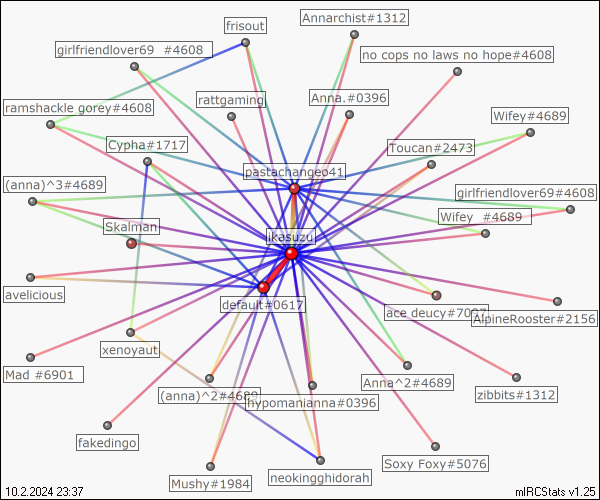 Annarchist#1312
frisout
girlfriendlover69 #4608
no cops no laws no hope#4608
rattgaming
Anna.#0396
ramshackle gorey#4608
Wifey#4689
Cypha#1717
Toucan#2473
pastachangeo41
(anna)^3#4689
girlfriendlover69#4608
Wifey #4689
Skalman
ikasuzu
avelicious
default#0617
ace deucy#
AlpineRooster#2156
xenoyaut
Mad #6901
Anna^2#4689
zibbits#1312
(anna)^2#4689
hypomanianna#0396
fakedingo
Soxy Foxy#5076
neokingghidorah
Mushy#1984
10.2.2024 23:37
mIRCStats v1.25